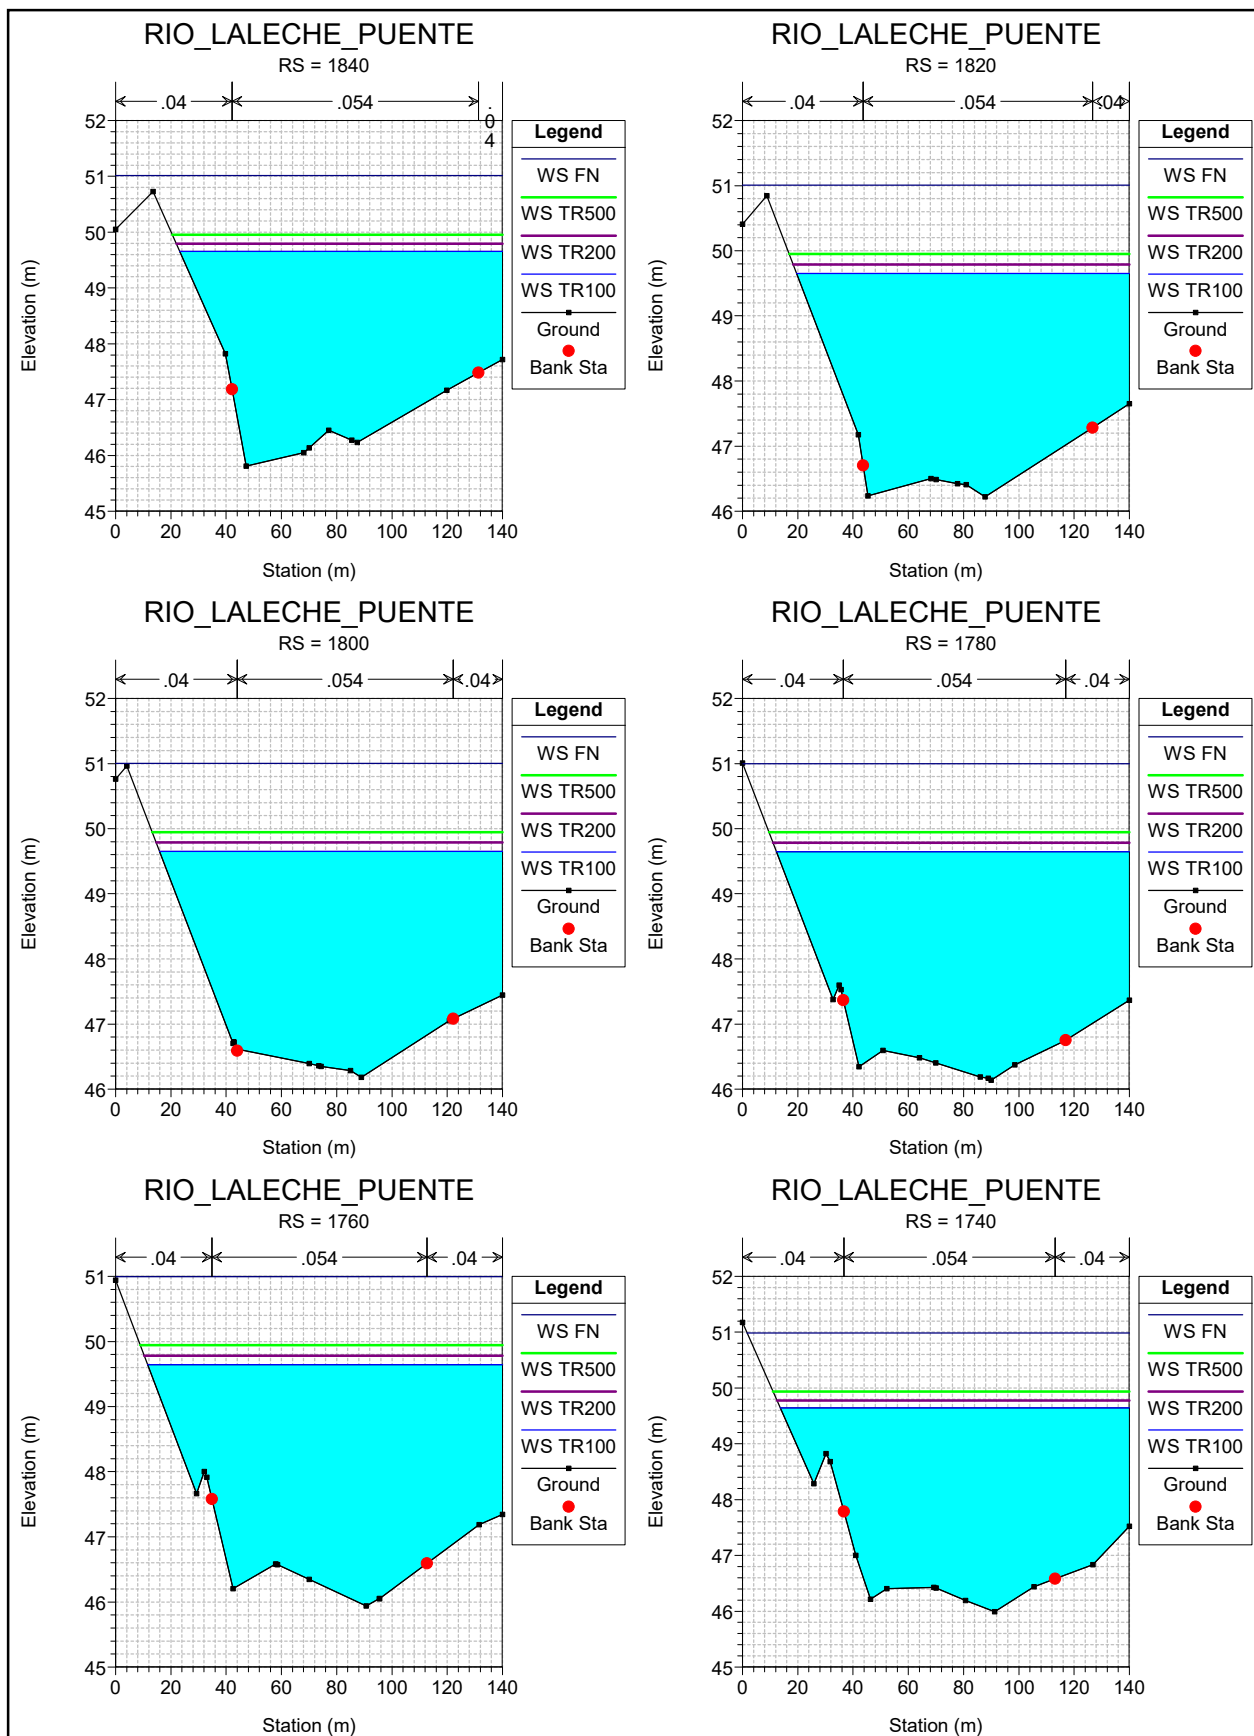 RIO_LALECHE_PUENTE
RS = 1840
.04
.054
.04
52
51
50
49
48
47
46
45
0
20
40
60
80
100
120
140
Elevation (m)
Station (m)
Legend
WS FN
WS TR500
WS TR200
WS TR100
Ground
Bank Sta
RIO_LALECHE_PUENTE
RS = 1820
.04
.054
.04
52
51
50
49
48
47
46
0
20
40
60
80
100
120
140
Elevation (m)
Station (m)
Legend
WS FN
WS TR500
WS TR200
WS TR100
Ground
Bank Sta
RIO_LALECHE_PUENTE
RS = 1800
.04
.054
.04
52
51
50
49
48
47
46
0
20
40
60
80
100
120
140
Elevation (m)
Station (m)
Legend
WS FN
WS TR500
WS TR200
WS TR100
Ground
Bank Sta
RIO_LALECHE_PUENTE
RS = 1780
.04
.054
.04
52
51
50
49
48
47
46
0
20
40
60
80
100
120
140
Elevation (m)
Station (m)
Legend
WS FN
WS TR500
WS TR200
WS TR100
Ground
Bank Sta
RIO_LALECHE_PUENTE
RS = 1760
.04
.054
.04
51
50
49
48
47
46
45
0
20
40
60
80
100
120
140
Elevation (m)
Station (m)
Legend
WS FN
WS TR500
WS TR200
WS TR100
Ground
Bank Sta
RIO_LALECHE_PUENTE
RS = 1740
.04
.054
.04
52
51
50
49
48
47
46
45
0
20
40
60
80
100
120
140
Elevation (m)
Station (m)
Legend
WS FN
WS TR500
WS TR200
WS TR100
Ground
Bank Sta